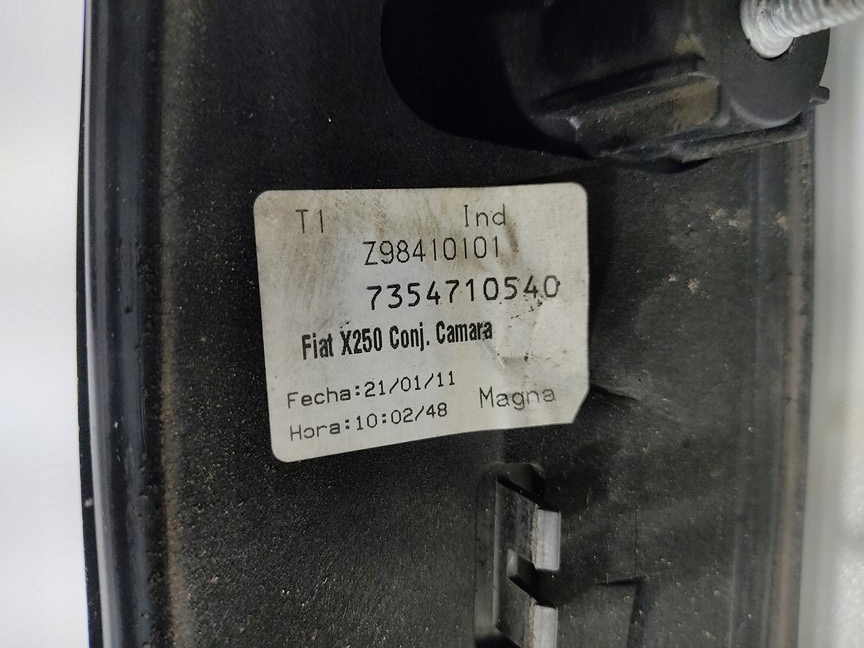 T1 Ind.
Z98410101
7354710540
Fiat X250 Conj. Camara
Fecha:21/01/11
Hora:10:02/48 Magna